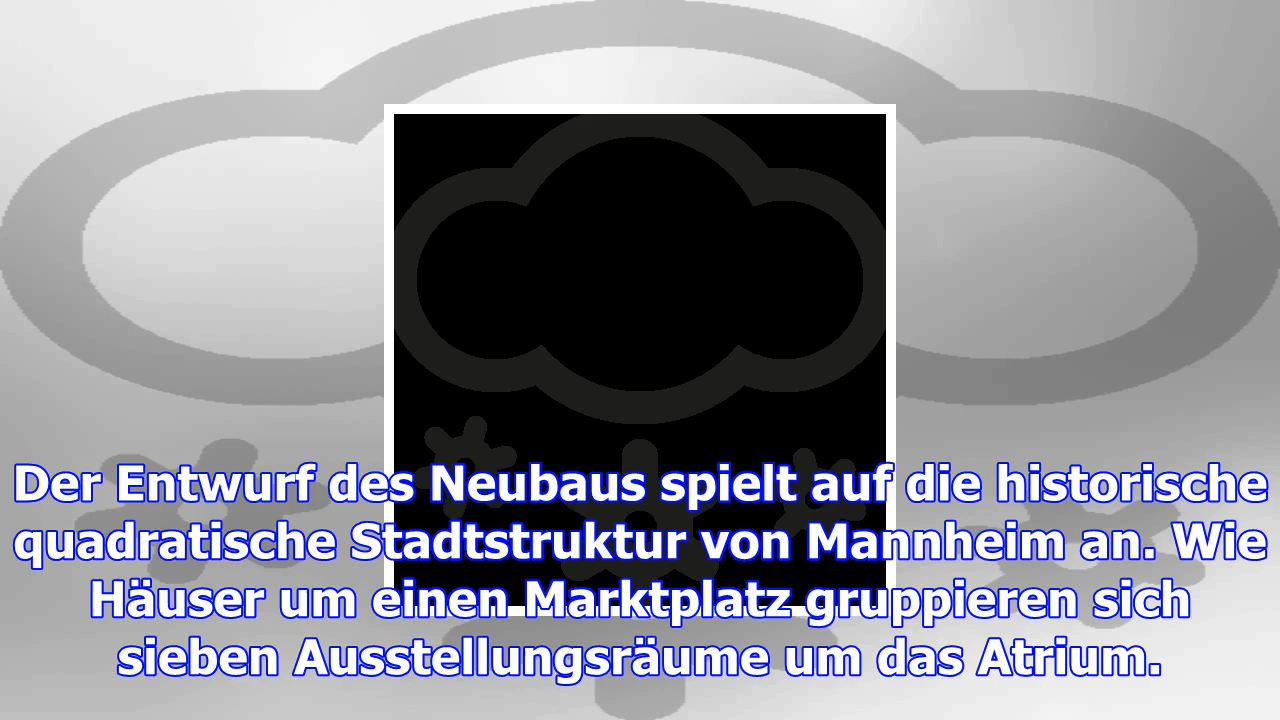 Der Entwurf des Neubaus spielt auf die historische
quadratische Stadtstruktur von Mannheim an. Wie
Häuser um einen Marktplatz gruppieren sich
sieben Ausstellungsräume um das Atrium.